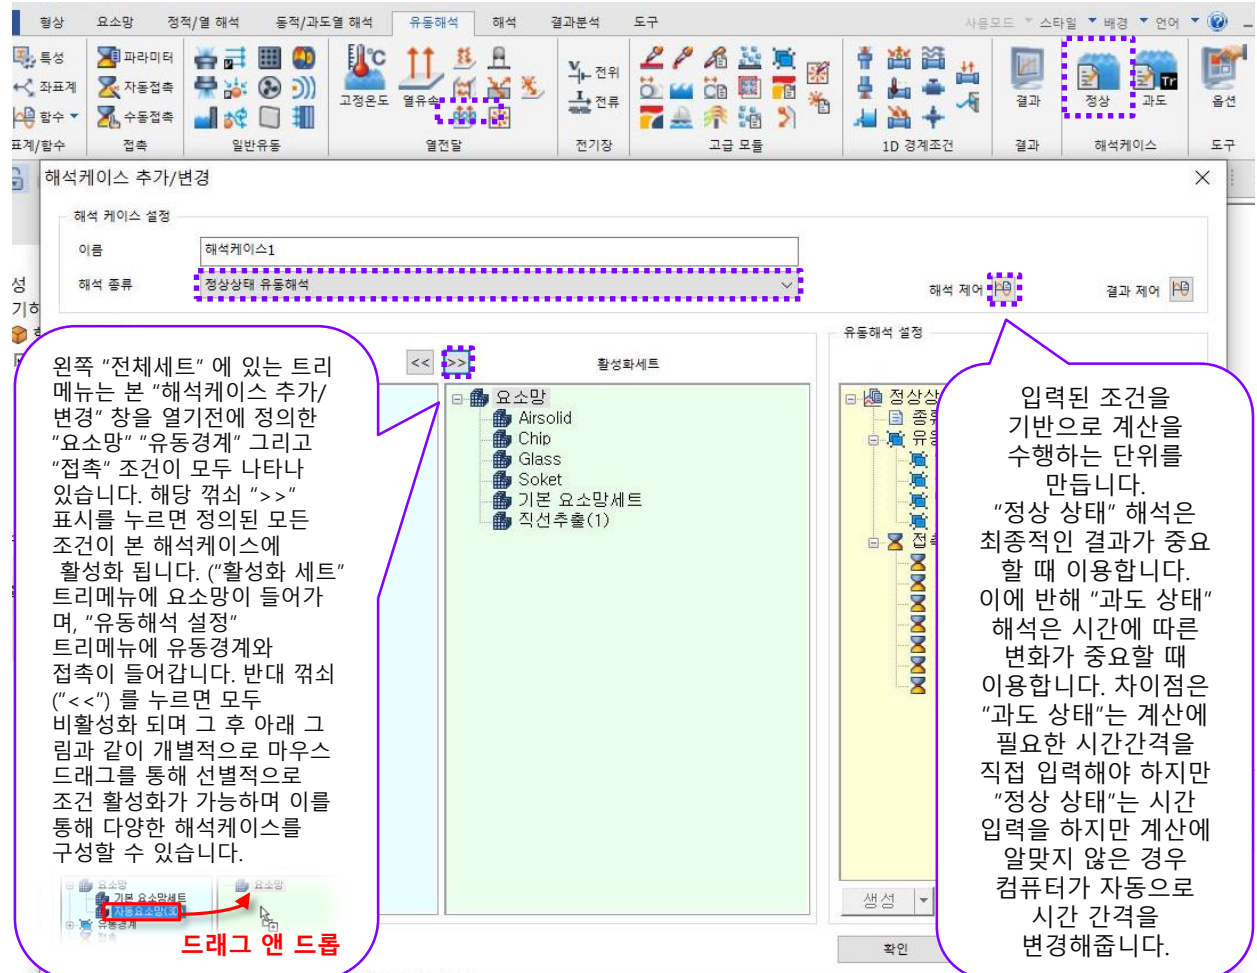 형상 요소망 정적/열 해석 동적/과도열 해석 유동해석 해석 결과분석 도구 사용모드 스타일 배경 언어
특성 파라미터
좌표계 자동접촉
함수 수동접촉
고정온도 열유속
전위
전류
결과 정상 과도 옵션
표계/함수 접촉 일반유동 열전달 전기장 고급 모듈 1D 경계조건 결과 해석케이스 도구
해석케이스 추가/변경
해석 케이스 설정
이름 해석케이스1
해석 종류 정상상태 유동해석
해석 제어 결과 제어
유동해석 설정
<< >> 활성화세트
요소망
Airsolid
Chip
Glass
Soket
기본 요소망세트
직선추출(1)
정상상
종류
유동
접촉
생성
확인
왼쪽 "전체세트" 에 있는 트리
메뉴는 본 "해석케이스 추가/
변경" 창을 열기전에 정의한
"요소망" "유동경계" 그리고
"접촉" 조건이 모두 나타나
있습니다. 해당 꺾쇠 ">>"
표시를 누르면 정의된 모든
조건이 본 해석케이스에
활성화 됩니다. ("활성화 세트"
트리메뉴에 요소망이 들어가
며, "유동해석 설정"
트리메뉴에 유동경계와
접촉이 들어갑니다. 반대 꺾쇠
("<<") 를 누르면 모두
비활성화 되며 그 후 아래 그
림과 같이 개별적으로 마우스
드래그를 통해 선별적으로
조건 활성화가 가능하며 이를
통해 다양한 해석케이스를
구성할 수 있습니다.
요소망 요소망
기본 요소망세트
자동요소망(3D)
유동경계
접촉
드래그 앤 드롭
입력된 조건을
기반으로 계산을
수행하는 단위를
만듭니다.
"정상 상태" 해석은
최종적인 결과가 중요
할 때 이용합니다.
이에 반해 "과도 상태"
해석은 시간에 따른
변화가 중요할 때
이용합니다. 차이점은
"과도 상태"는 계산에
필요한 시간간격을
직접 입력해야 하지만
"정상 상태"는 시간
입력을 하지만 계산에
알맞지 않은 경우
컴퓨터가 자동으로
시간 간격을
변경해줍니다.